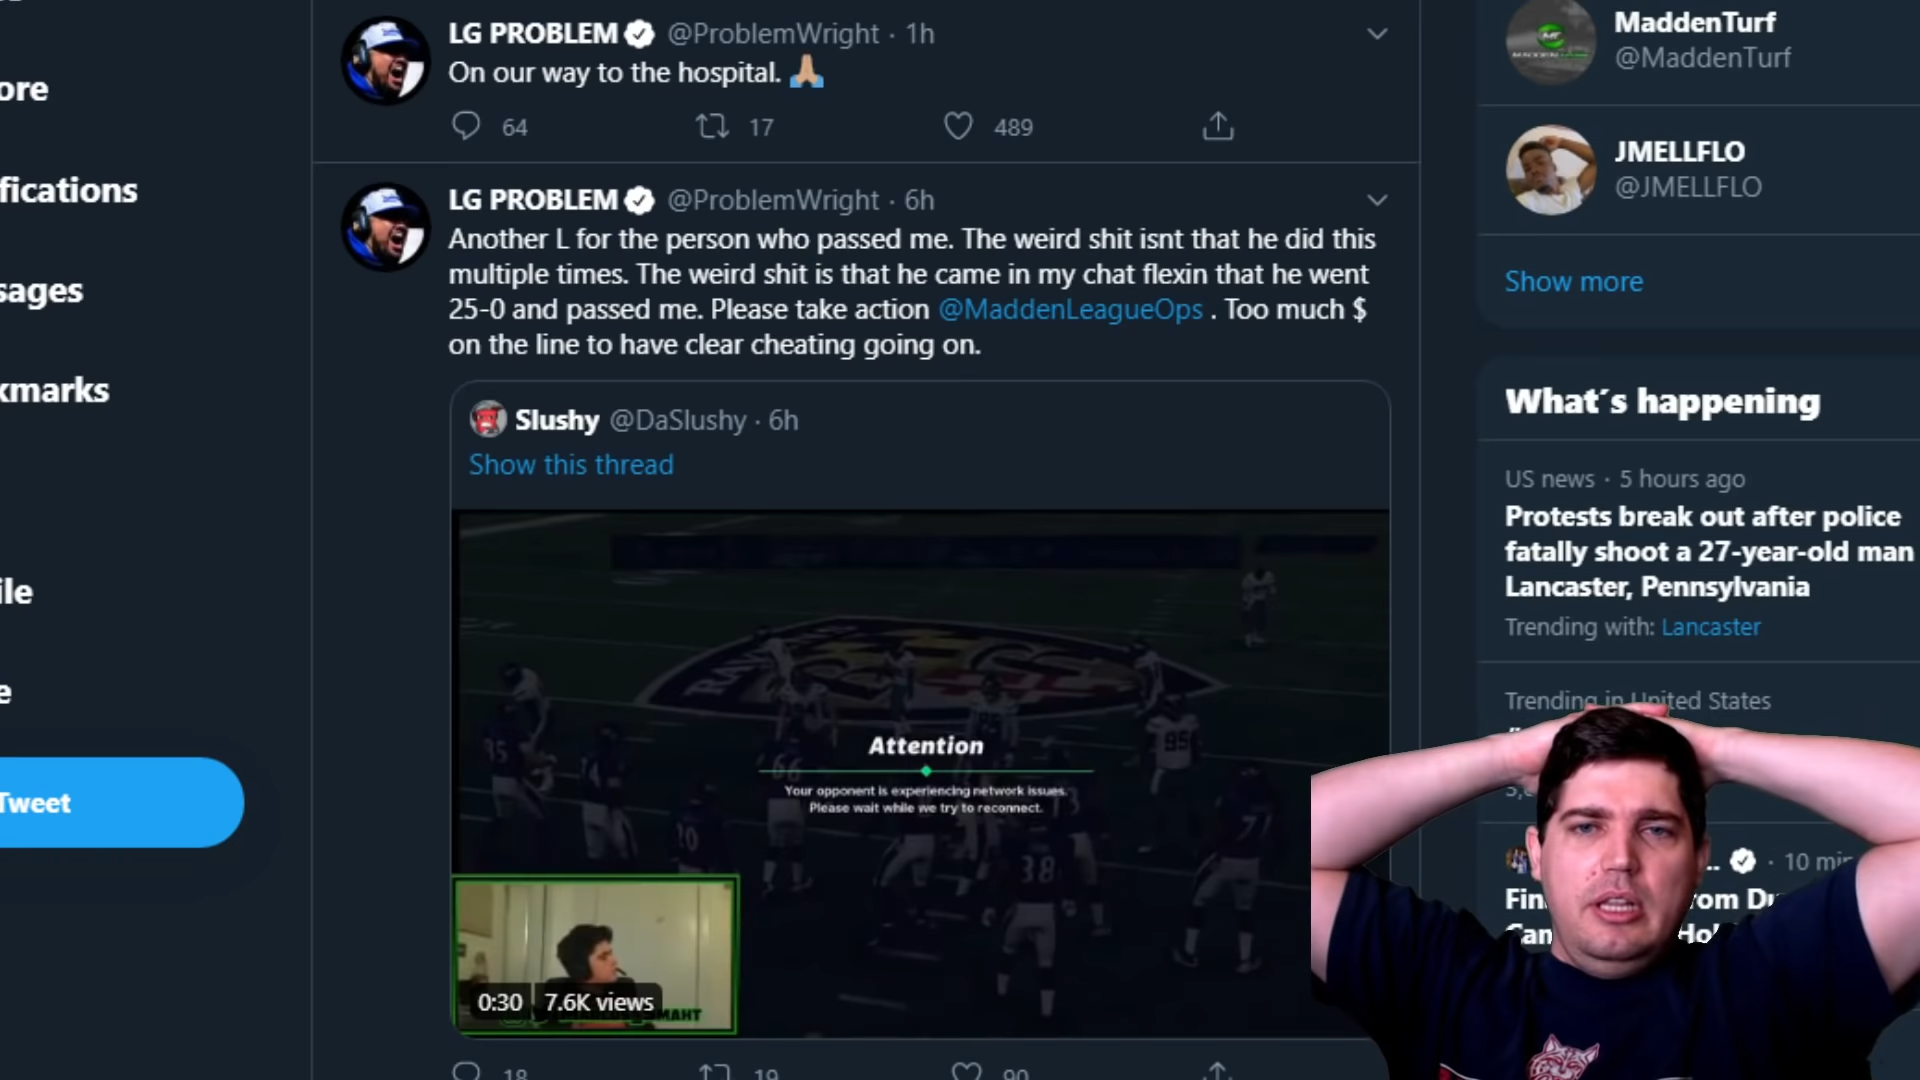 ore
fications
sages
kmarks
ile
e
Tweet
LG PROBLEM @ProblemWright · 1h
On our way to the hospital. 🙏🏼
64 17 489
LG PROBLEM @ProblemWright · 6h
Another L for the person who passed me. The weird shit isnt that he did this
multiple times. The weird shit is that he came in my chat flexin that he went
25-0 and passed me. Please take action @MaddenLeagueOps . Too much $
on the line to have clear cheating going on.
Slushy @DaSlushy · 6h
Show this thread
RAVENS
Attention
Your opponent is experiencing network issues.
Please wait while we try to reconnect.
66
95
38
77
0:30 7.6K views
18 19 90
MaddenTurf
@MaddenTurf
JMELLFLO
@JMELLFLO
Show more
What´s happening
US news · 5 hours ago
Protests break out after police
fatally shoot a 27-year-old man
Lancaster, Pennsylvania
Trending with: Lancaster
Trending in United States
.. · 10 min